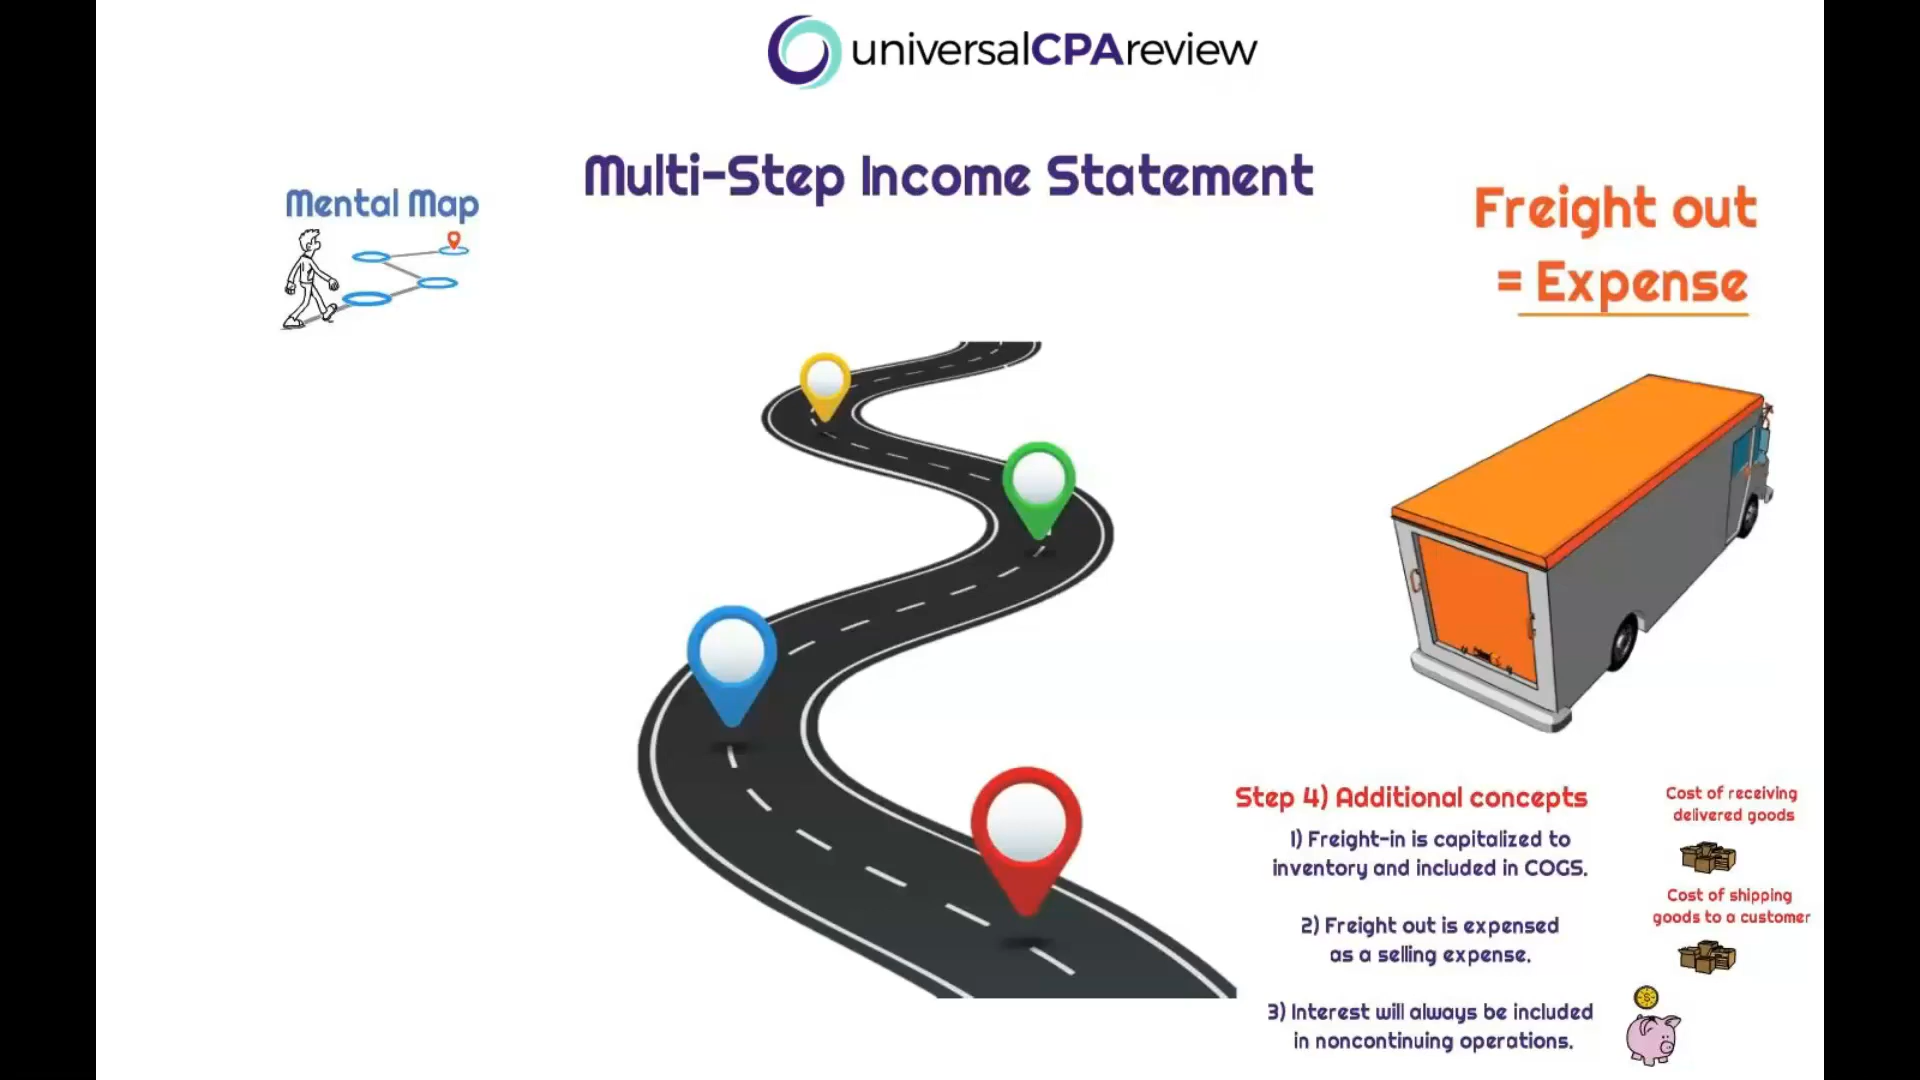 universalCPAreview
Multi-Step Income Statement
Mental Map
Freight out
= Expense
Step 4) Additional concepts
1) Freight-in is capitalized to
inventory and included in COGS.
2) Freight out is expensed
as a selling expense.
3) Interest will always be included
in noncontinuing operations.
Cost of receiving
delivered goods
Cost of shipping
goods to a customer